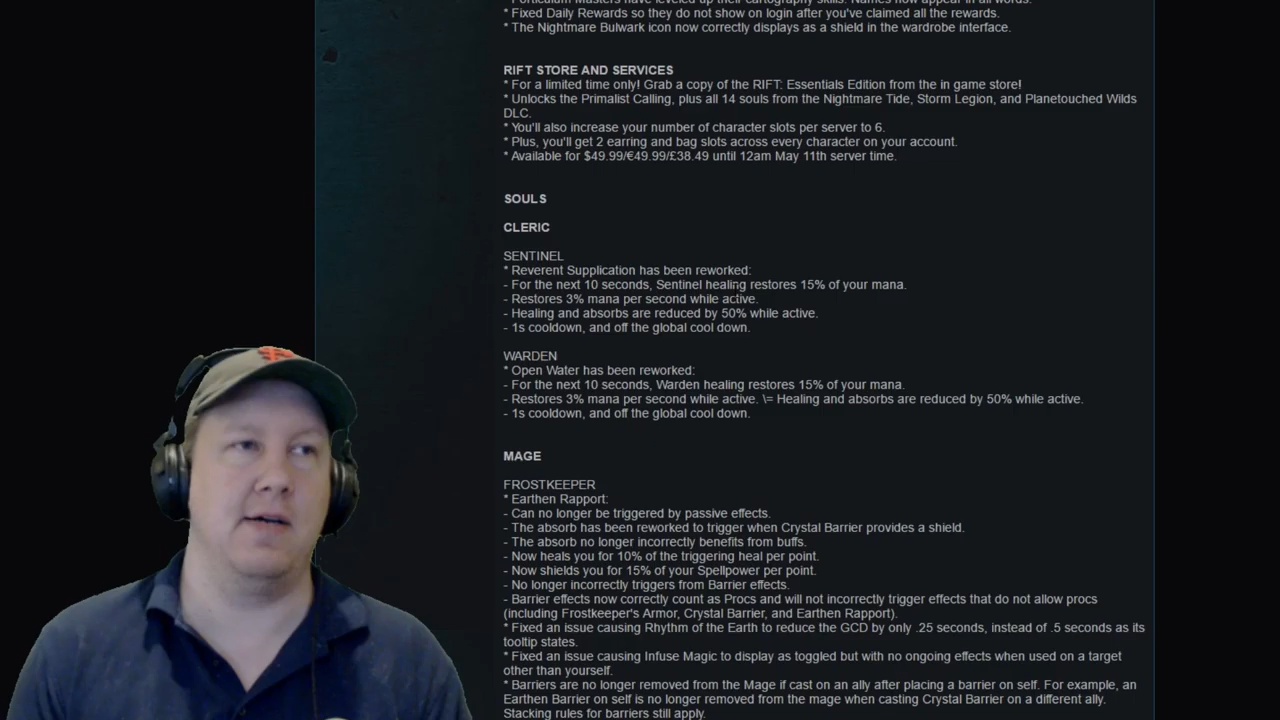 * Porticulum Masters have leveled up their cartography skills. Names now appear in all words.
* Fixed Daily Rewards so they do not show on login after you've claimed all the rewards.
* The Nightmare Bulwark icon now correctly displays as a shield in the wardrobe interface.
RIFT STORE AND SERVICES
* For a limited time only! Grab a copy of the RIFT: Essentials Edition from the in game store!
* Unlocks the Primalist Calling, plus all 14 souls from the Nightmare Tide, Storm Legion, and Planetouched Wilds
DLC.
* You'll also increase your number of character slots per server to 6.
* Plus, you'll get 2 earring and bag slots across every character on your account.
* Available for $49.99/€49.99/£38.49 until 12am May 11th server time.
SOULS
CLERIC
SENTINEL
* Reverent Supplication has been reworked:
- For the next 10 seconds, Sentinel healing restores 15% of your mana.
- Restores 3% mana per second while active.
- Healing and absorbs are reduced by 50% while active.
- 1s cooldown, and off the global cool down.
WARDEN
* Open Water has been reworked:
- For the next 10 seconds, Warden healing restores 15% of your mana.
- Restores 3% mana per second while active. \= Healing and absorbs are reduced by 50% while active.
- 1s cooldown, and off the global cool down.
MAGE
FROSTKEEPER
* Earthen Rapport:
- Can no longer be triggered by passive effects.
- The absorb has been reworked to trigger when Crystal Barrier provides a shield.
- The absorb no longer incorrectly benefits from buffs.
- Now heals you for 10% of the triggering heal per point.
- Now shields you for 15% of your Spellpower per point.
- No longer incorrectly triggers from Barrier effects.
- Barrier effects now correctly count as Procs and will not incorrectly trigger effects that do not allow procs
(including Frostkeeper's Armor, Crystal Barrier, and Earthen Rapport).
* Fixed an issue causing Rhythm of the Earth to reduce the GCD by only .25 seconds, instead of .5 seconds as its
tooltip states.
* Fixed an issue causing Infuse Magic to display as toggled but with no ongoing effects when used on a target
other than yourself.
* Barriers are no longer removed from the Mage if cast on an ally after placing a barrier on self. For example, an
Earthen Barrier on self is no longer removed from the mage when casting Crystal Barrier on a different ally.
Stacking rules for barriers still apply.